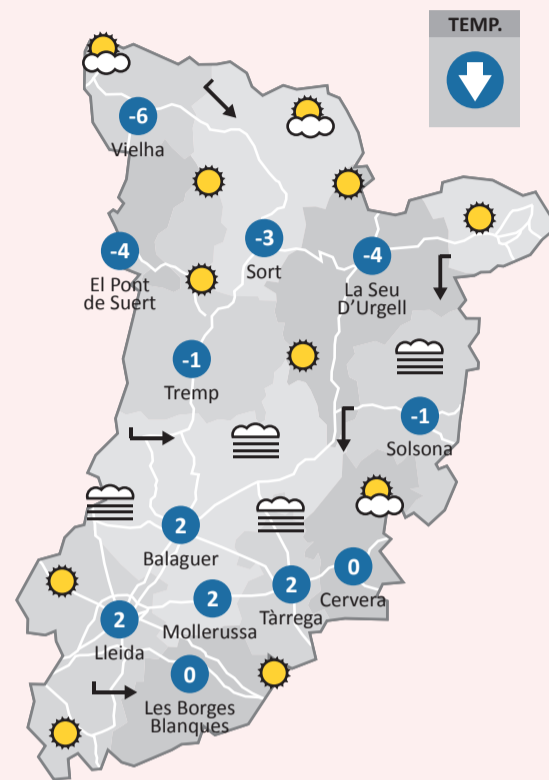 TEMP.
-6
Vielha
-4
El Pont
de Suert
-3
Sort
-4
La Seu
D’Urgell
-1
Tremp
-1
Solsona
2
Balaguer
2
Lleida
2
Mollerussa
2
Tàrrega
0
Cervera
0
Les Borges
Blanques